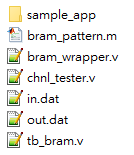 sample_app
bram_pattern.m
bram_wrapper.v
chnl_tester.v
in.dat
out.dat
tb_bram.v